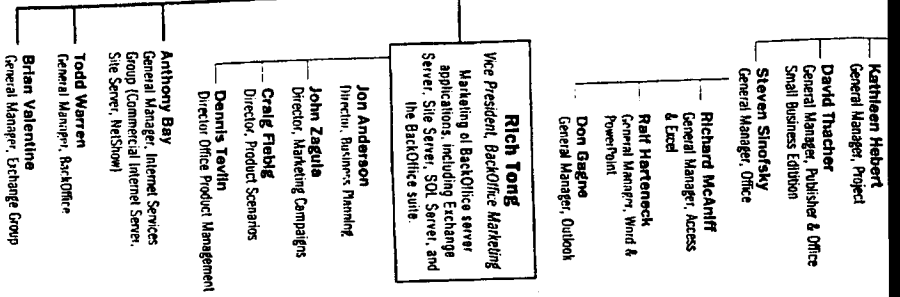 Kathleen Hebert
General Manager, Project
David Thacher
General Manager, Publisher & Office
Small Business Edition
Steven Sinofsky
General Manager, Office
Richard McAniff
General Manager, Access
& Excel
Ralf Harteneck
General Manager, Word &
PowerPoint
Don Gagne
General Manager, Outlook
Rich Tong
Vice President, BackOffice Marketing
Marketing of BackOffice server
applications, including Exchange
Server, Site Server, SQL Server, and
the BackOffice suite.
Jon Anderson
Director, Business Planning
John Zagula
Director, Marketing Campaigns
Craig Fiebig
Director, Product Scenarios
Dennis Tevlin
Director Office Product Management
Anthony Bay
General Manager, Internet Services
Group (Commercial Internet Server,
Site Server, NetShow)
Todd Warren
General Manager, BackOffice
Brian Valentine
General Manager, Exchange Group